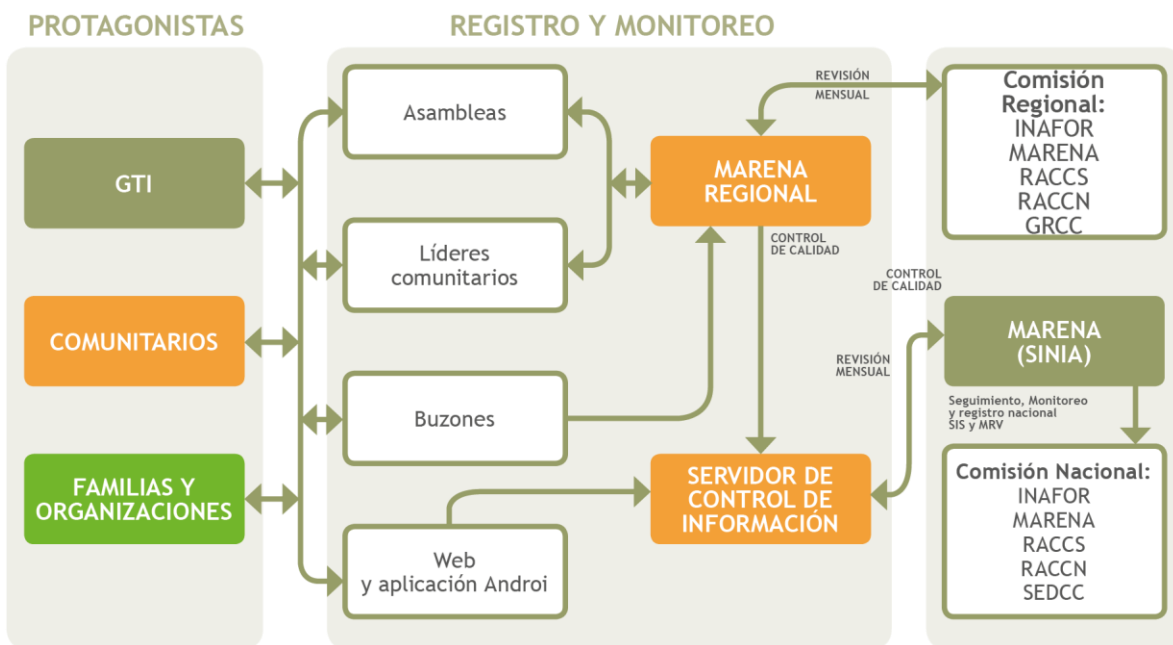 PROTAGONISTAS
GTI
COMUNITARIOS
FAMILIAS Y
ORGANIZACIONES
REGISTRO Y MONITOREO
Asambleas
Líderes
comunitarios
Buzones
Web
y aplicación Androi
MARENA
REGIONAL
CONTROL
DE CALIDAD
SERVIDOR DE
CONTROL DE
INFORMACIÓN
REVISIÓN
MENSUAL
Comisión
Regional:
INAFOR
MARENA
RACCS
RACCN
GRCC
CONTROL
DE CALIDAD
REVISIÓN
MENSUAL
MARENA
(SINIA)
Seguimiento, Monitoreo
y registro nacional
SIS y MRV
Comisión Nacional:
INAFOR
MARENA
RACCS
RACCN
SEDCC